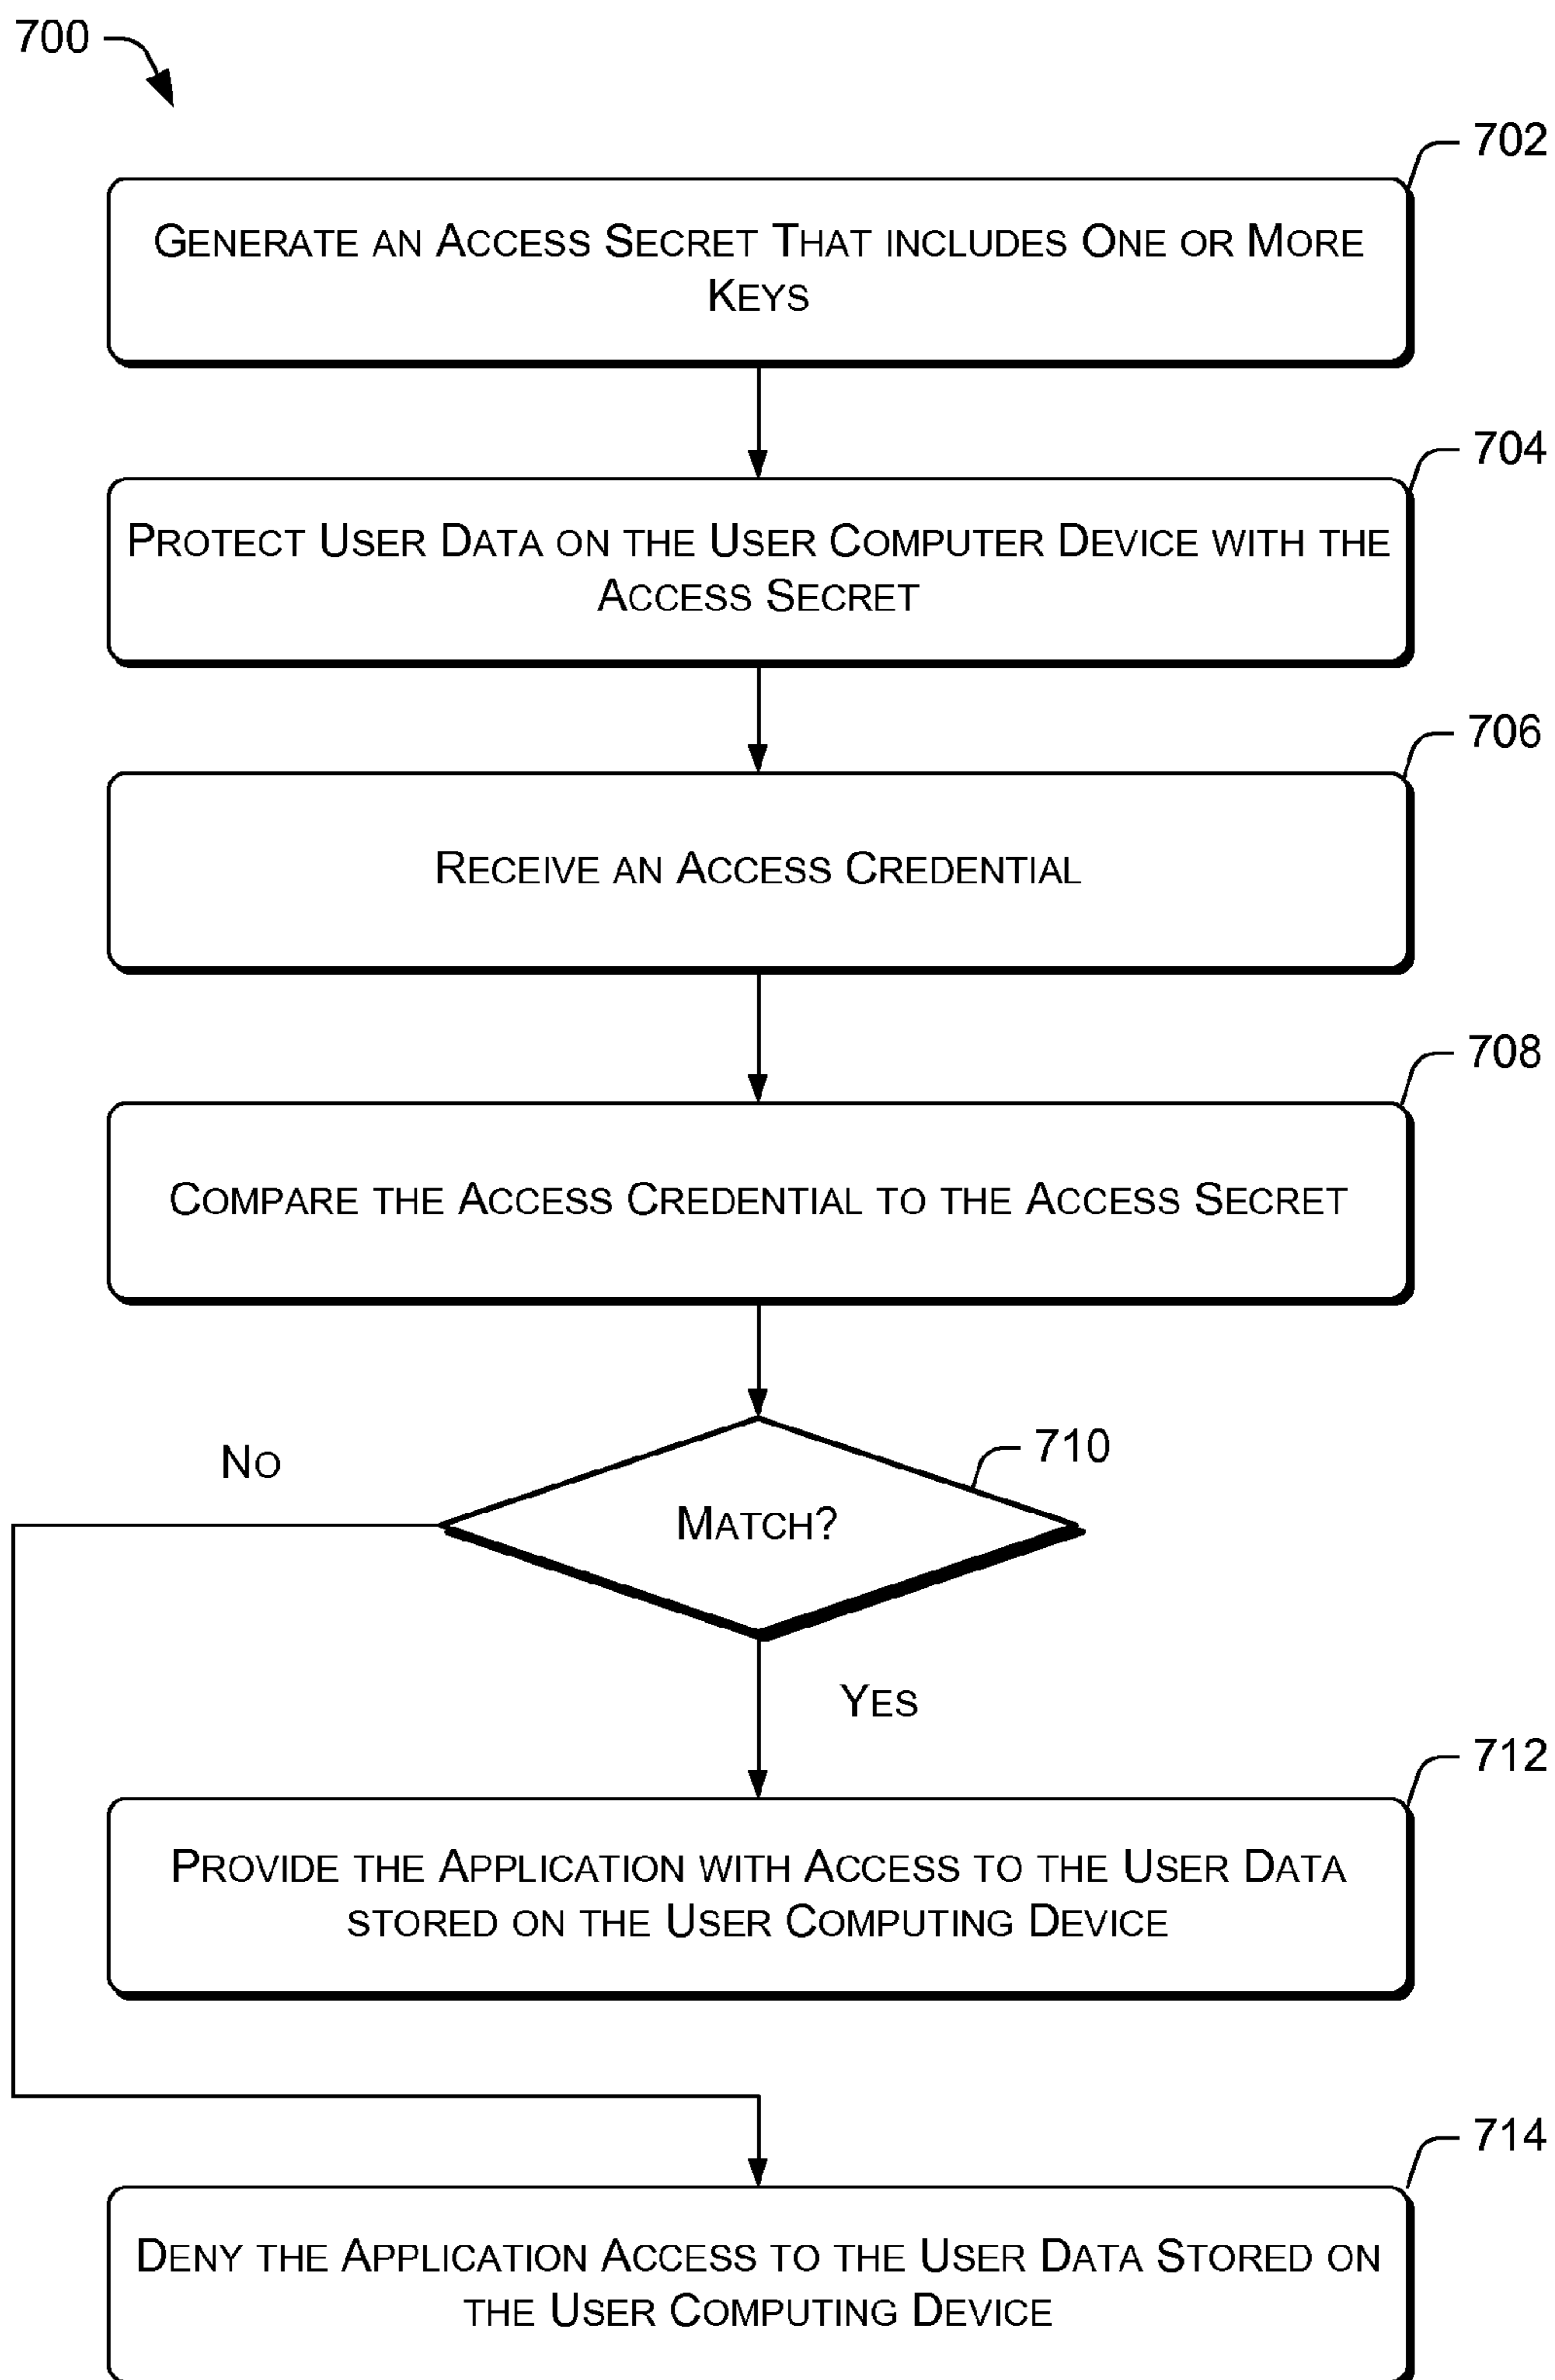 700
702
GENERATE AN ACCESS SECRET THAT INCLUDES ONE OR MORE
KEYS
704
PROTECT USER DATA ON THE USER COMPUTER DEVICE WITH THE
ACCESS SECRET
706
RECEIVE AN ACCESS CREDENTIAL
708
COMPARE THE ACCESS CREDENTIAL TO THE ACCESS SECRET
710
NO
MATCH?
YES
712
PROVIDE THE APPLICATION WITH ACCESS TO THE USER DATA
STORED ON THE USER COMPUTING DEVICE
714
DENY THE APPLICATION ACCESS TO THE USER DATA STORED ON
THE USER COMPUTING DEVICE